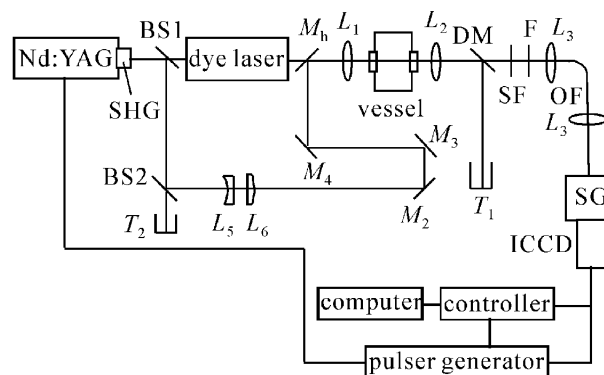 Nd:YAG
SHG
BS1
dye laser
Mh
L1
vessel
L2
DM
SF
F
L3
OF
L3
SG
ICCD
M3
M4
M2
BS2
T2
L5
L6
T1
computer
controller
pulser generator